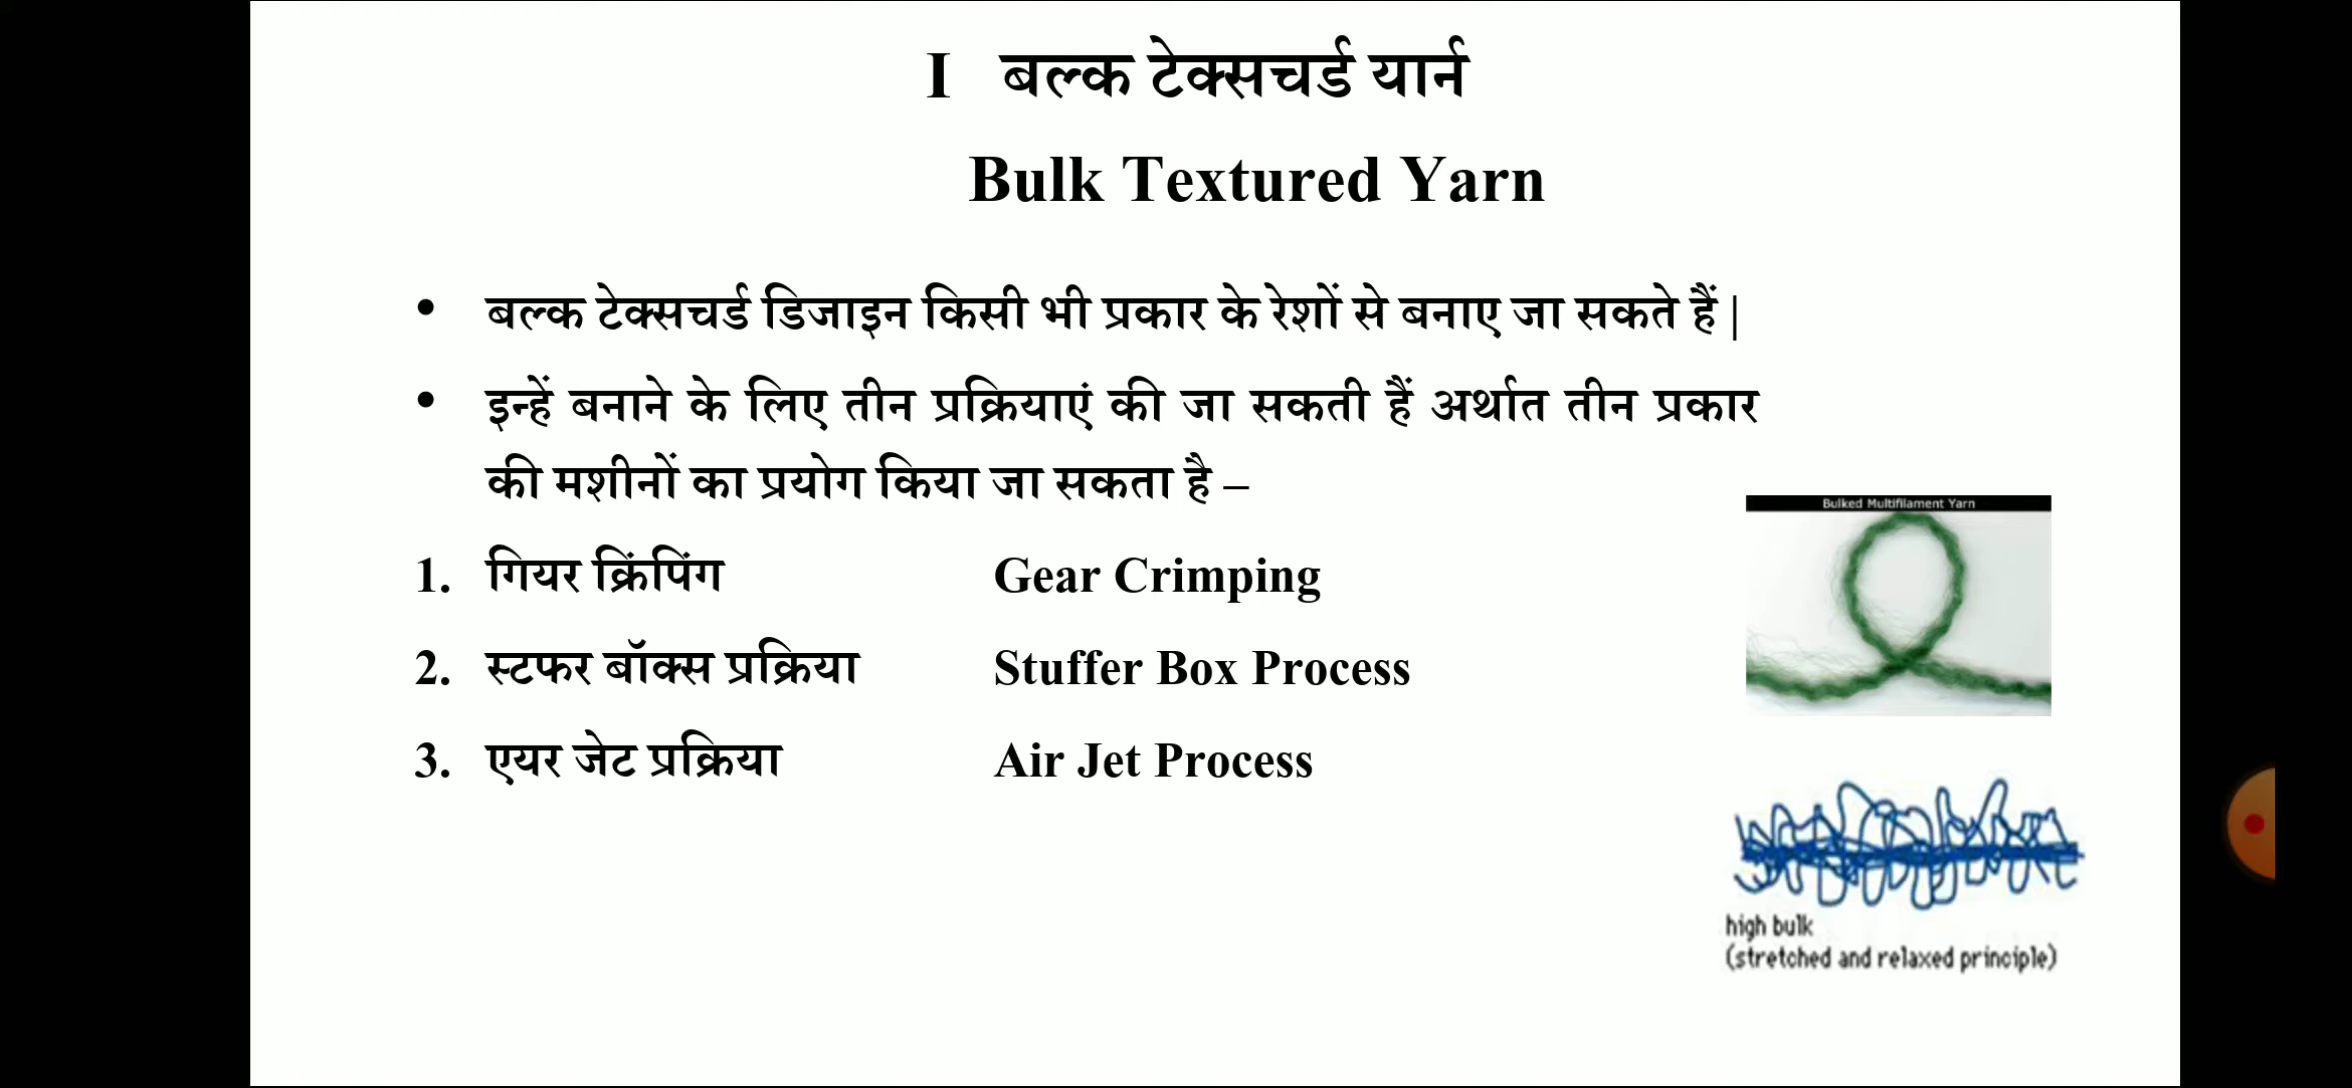 I बल्क टेक्सचर्ड यार्न
Bulk Textured Yarn
• बल्क टेक्सचर्ड डिजाइन किसी भी प्रकार के रेशों से बनाए जा सकते हैं |
• इन्हें बनाने के लिए तीन प्रक्रियाएं की जा सकती हैं अर्थात तीन प्रकार
की मशीनों का प्रयोग किया जा सकता है –
1. गियर क्रिंपिंग Gear Crimping
2. स्टफर बॉक्स प्रक्रिया Stuffer Box Process
3. एयर जेट प्रक्रिया Air Jet Process
Bulked Multifilament Yarn
high bulk
(stretched and relaxed principle)